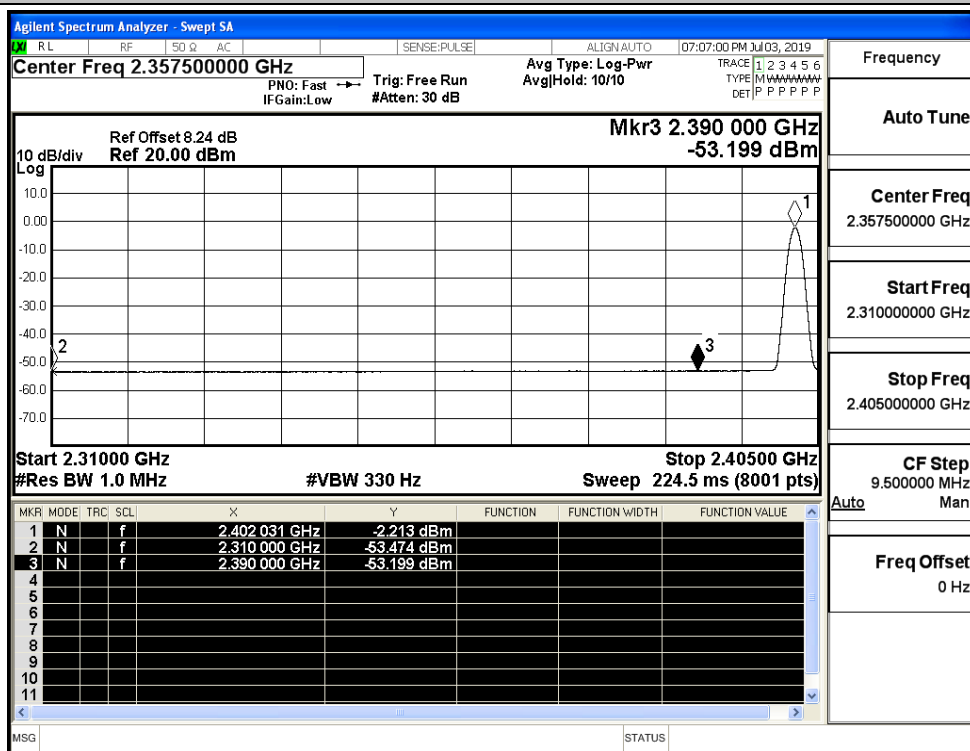 Agilent Spectrum Analyzer - Swept SA
LXI RL RF 50 Ω AC SENSE:PULSE ALIGN AUTO 07:07:00 PM Jul 03, 2019
Center Freq 2.357500000 GHz
PNO: Fast
IFGain:Low
Trig: Free Run
#Atten: 30 dB
Avg Type: Log-Pwr
Avg|Hold: 10/10
TRACE 1 2 3 4 5 6
TYPE M WWWWW
DET P P P P P P
Frequency
Auto Tune
Center Freq
2.357500000 GHz
Start Freq
2.310000000 GHz
Stop Freq
2.405000000 GHz
CF Step
9.500000 MHz
Auto Man
Freq Offset
0 Hz
Mkr3 2.390 000 GHz
-53.199 dBm
Ref Offset 8.24 dB
10 dB/div Ref 20.00 dBm
Log
10.0
0.00
-10.0
-20.0
-30.0
-40.0
-50.0
-60.0
-70.0
1
2
3
Start 2.31000 GHz Stop 2.40500 GHz
#Res BW 1.0 MHz #VBW 330 Hz Sweep 224.5 ms (8001 pts)
MKR MODE TRC SCL X Y FUNCTION FUNCTION WIDTH FUNCTION VALUE
1 N f 2.402 031 GHz -2.213 dBm
2 N f 2.310 000 GHz -53.474 dBm
3 N f 2.390 000 GHz -53.199 dBm
4
5
6
7
8
9
10
11
MSG STATUS